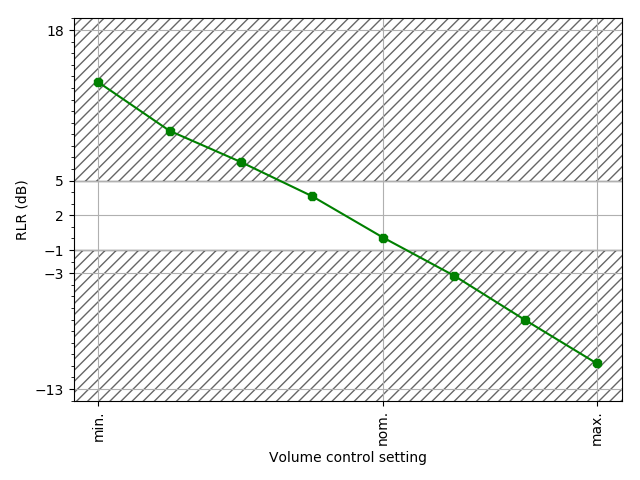 18
5
2
−1
−3
−13
RLR (dB)
min.
nom.
max.
Volume control setting